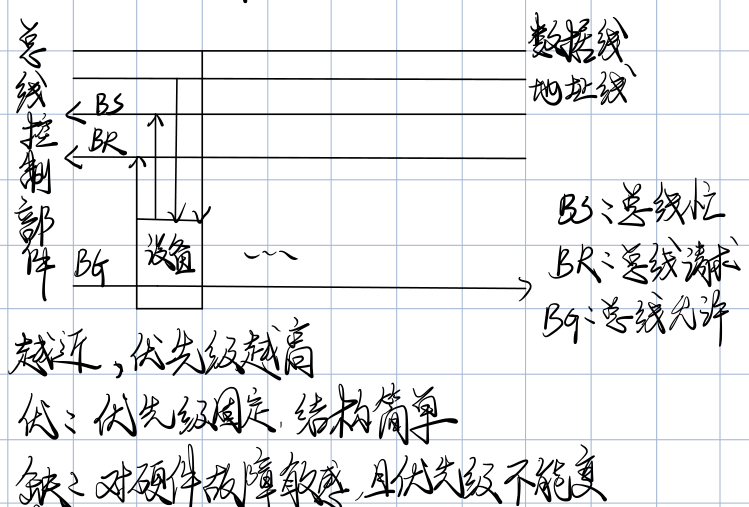 总线控制部件
数据线
地址线
BS
BR
设备
BG
BS：总线忙
BR：总线请求
BG：总线允许
越近，优先级越高
优：优先级固定，结构简单
缺：对硬件故障敏感，且优先级不能变